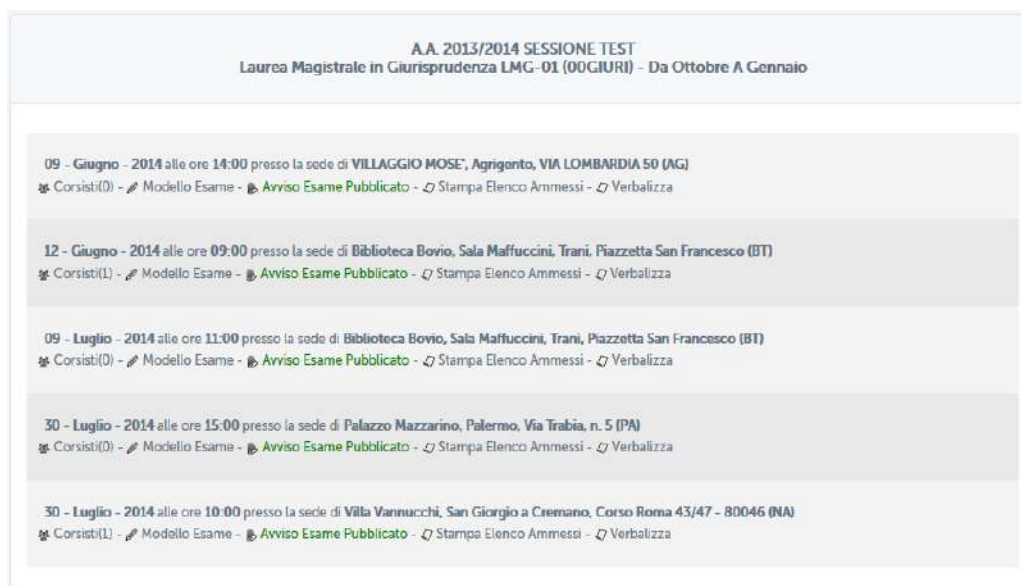 A.A. 2013/2014 SESSIONE TEST
Laurea Magistrale in Giurisprudenza LMG-01 (00GIURI) - Da Ottobre A Gennaio
09 - Giugno - 2014 alle ore 14:00 presso la sede di VILLAGGIO MOSE', Agrigento, VIA LOMBARDIA 50 (AG)
Corsisti(0) - Modello Esame - Avviso Esame Pubblicato - Stampa Elenco Ammessi - Verbalizza
12 - Giugno - 2014 alle ore 09:00 presso la sede di Biblioteca Bovio, Sala Maffuccini, Trani, Piazzetta San Francesco (BT)
Corsisti(1) - Modello Esame - Avviso Esame Pubblicato - Stampa Elenco Ammessi - Verbalizza
09 - Luglio - 2014 alle ore 11:00 presso la sede di Biblioteca Bovio, Sala Maffuccini, Trani, Piazzetta San Francesco (BT)
Corsisti(0) - Modello Esame - Avviso Esame Pubblicato - Stampa Elenco Ammessi - Verbalizza
30 - Luglio - 2014 alle ore 15:00 presso la sede di Palazzo Mazzarino, Palermo, Via Trabia, n. 5 (PA)
Corsisti(0) - Modello Esame - Avviso Esame Pubblicato - Stampa Elenco Ammessi - Verbalizza
30 - Luglio - 2014 alle ore 10:00 presso la sede di Villa Vannucchi, San Giorgio a Cremano, Corso Roma 43/47 - 80046 (NA)
Corsisti(1) - Modello Esame - Avviso Esame Pubblicato - Stampa Elenco Ammessi - Verbalizza